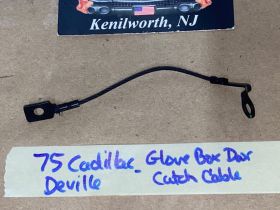 Kenilworth, NJ
75 Cadillac - Glove Box Door
Deville Catch Cable